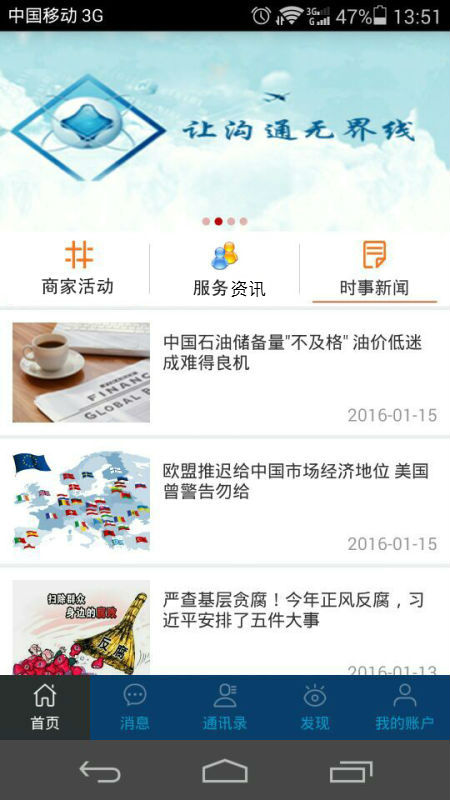 中国移动 3G
3G
G
47%
13:51
让沟通无界线
商家活动
服务资讯
时事新闻
FINANC
GLOBAL B
中国石油储备量"不及格" 油价低迷
成难得良机
2016-01-15
欧盟推迟给中国市场经济地位 美国
曾警告勿给
2016-01-15
扫除群众
身边的腐败
反腐
严查基层贪腐！今年正风反腐，习
近平安排了五件大事
2016-01-15
首页
消息
通讯录
发现
我的账户